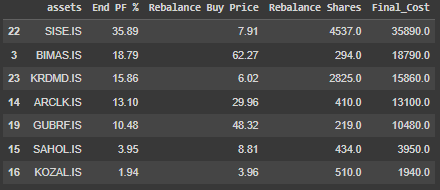 assets End PF % Rebalance Buy Price Rebalance Shares Final_Cost
22 SISE.IS 35.89 7.91 4537.0 35890.0
3 BIMAS.IS 18.79 62.27 294.0 18790.0
23 KRDMD.IS 15.86 6.02 2825.0 15860.0
14 ARCLK.IS 13.10 29.96 410.0 13100.0
19 GUBRF.IS 10.48 48.32 219.0 10480.0
15 SAHOL.IS 3.95 8.81 434.0 3950.0
16 KOZAL.IS 1.94 3.96 510.0 1940.0